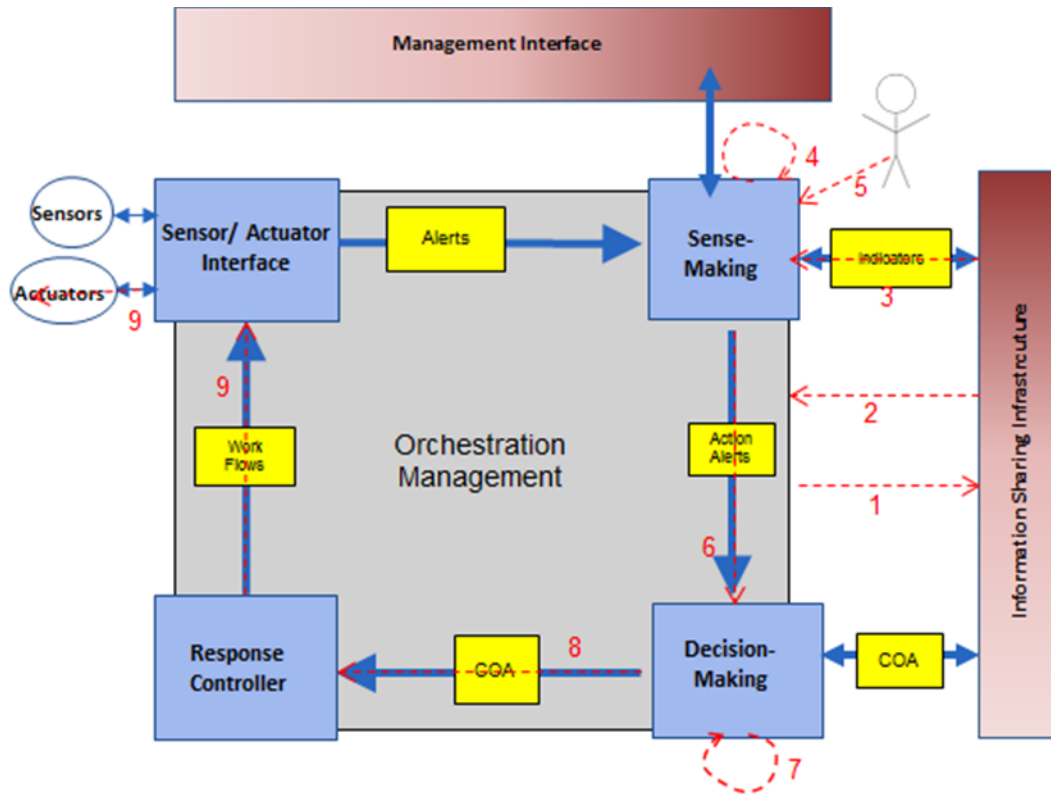 Management Interface
4
5
Sensors
Sensor/ Actuator
Interface
Alerts
Sense-
Making
Indicators
3
Actuators
9
9
2
Work
Flows
Orchestration
Management
Action
Alerts
1
6
Information Sharing Infrastrcuture
Response
Controller
8
COA
Decision-
Making
COA
7